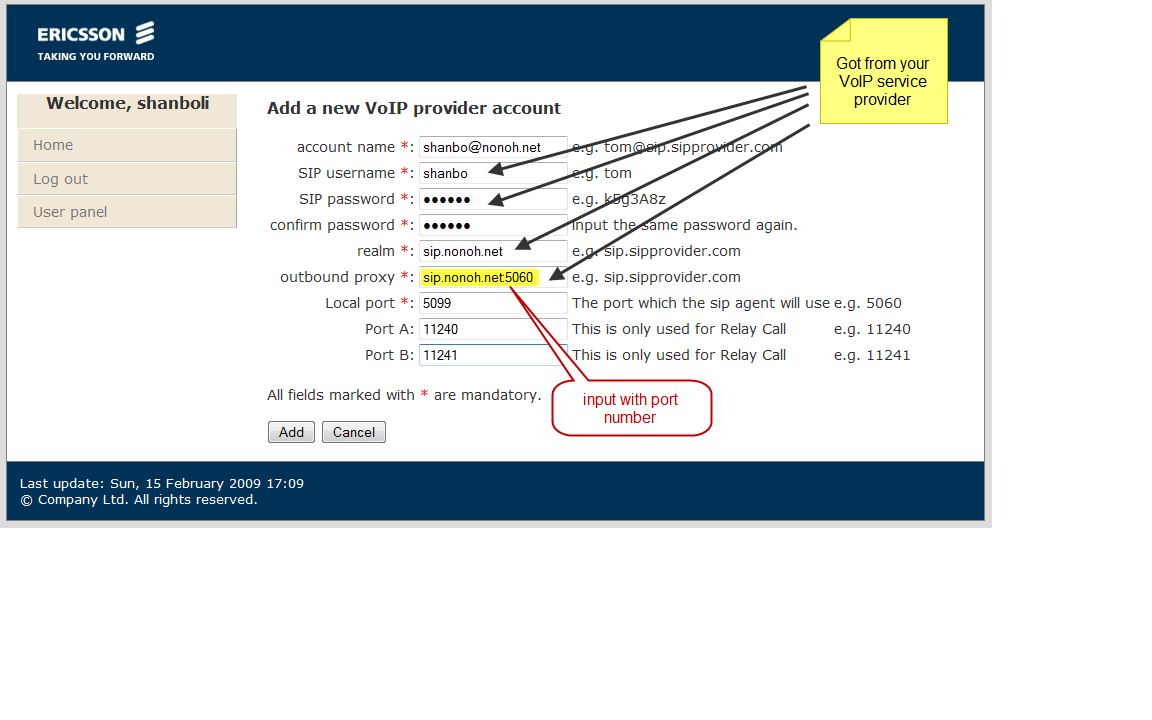 ERICSSON
TAKING YOU FORWARD
Got from your
VoIP service
provider
Welcome, shanboli
Home
Log out
User panel
Add a new VoIP provider account
account name *: shanbo@nonoh.net e.g. tom@sip.sipprovider.com
SIP username *: shanbo e.g. tom
SIP password *: ●●●●●● e.g. k5g3A8z
confirm password *: ●●●●●● input the same password again.
realm *: sip.nonoh.net e.g. sip.sipprovider.com
outbound proxy *: sip.nonoh.net:5060 e.g. sip.sipprovider.com
Local port *: 5099 The port which the sip agent will use e.g. 5060
Port A: 11240 This is only used for Relay Call e.g. 11240
Port B: 11241 This is only used for Relay Call e.g. 11241
All fields marked with * are mandatory.
input with port
number
Add Cancel
Last update: Sun, 15 February 2009 17:09
© Company Ltd. All rights reserved.